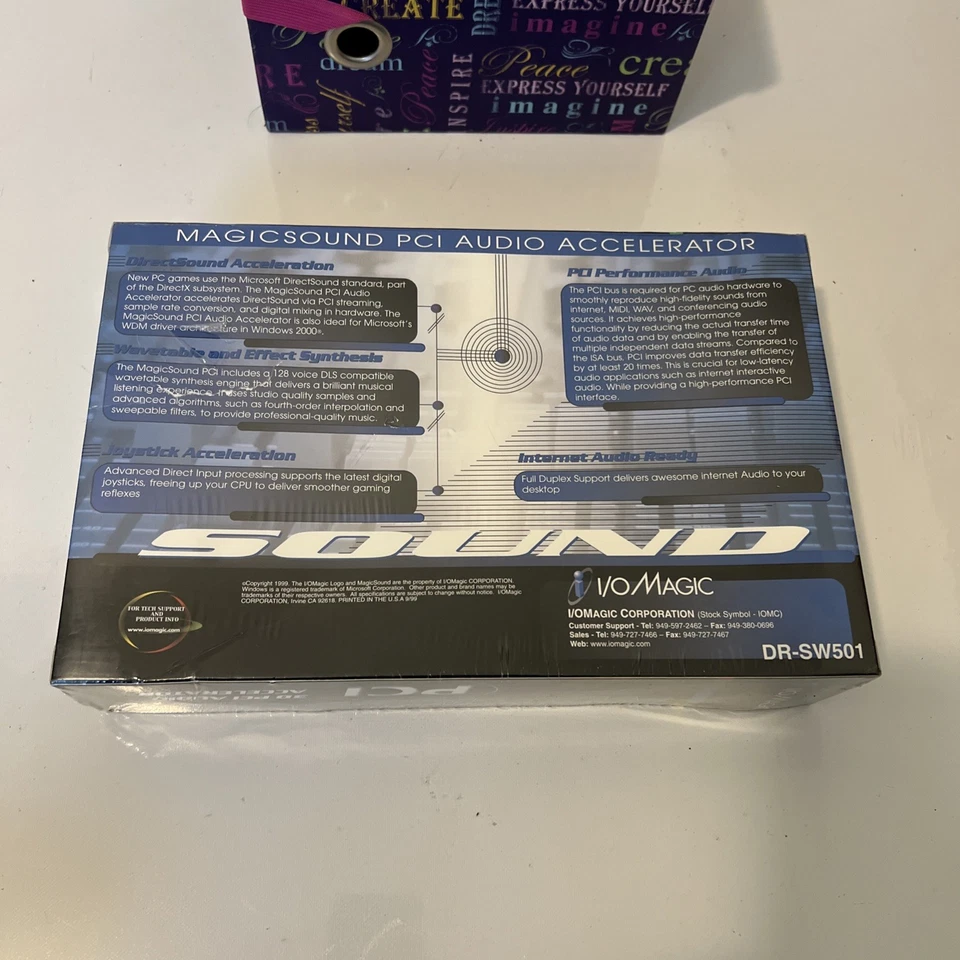 CREATE
EXPRESS YOURSELF
imagine
dream
Peace
INSPIRE
Peace
EXPRESS YOURSELF
imagine
MAGICSOUND PCI AUDIO ACCELERATOR
DirectSound Acceleration
New PC games use the Microsoft DirectSound standard, part
of the DirectX subsystem. The MagicSound PCI Audio
Accelerator accelerates DirectSound via PCI streaming,
sample rate conversion, and digital mixing in hardware. The
MagicSound PCI Audio Accelerator is also ideal for Microsoft's
WDM driver architecture in Windows 2000®.
Wavetable and Effect Synthesis
The MagicSound PCI includes a 128 voice DLS compatible
wavetable synthesis engine that delivers a brilliant musical
listening experience. It uses studio quality samples and
advanced algorithms, such as fourth-order interpolation and
sweepable filters, to provide professional-quality music.
Joystick Acceleration
Advanced Direct Input processing supports the latest digital
joysticks, freeing up your CPU to deliver smoother gaming
reflexes
PCI Performance Audio
The PCI bus is required for PC audio hardware to
smoothly reproduce high-fidelity sounds from
Internet, MIDI, WAV, and conferencing audio
sources. It achieves high-performance
functionality by reducing the actual transfer time
of audio data and by enabling the transfer of
multiple independent data streams. Compared to
the ISA bus, PCI improves data transfer efficiency
by at least 20 times. This is crucial for low-latency
audio applications such as internet interactive
audio. While providing a high-performance PCI
interface.
Internet Audio Ready
Full Duplex Support delivers awesome internet Audio to your
desktop
SOUND
FOR TECH SUPPORT
AND
PRODUCT INFO
www.iomagic.com
©Copyright 1999. The I/OMagic Logo and MagicSound are the property of I/OMagic CORPORATION.
Windows is a registered trademark of Microsoft Corporation. Other product and brand names may be
trademarks of their respective owners. All specifications are subject to change without notice. I/OMagic
CORPORATION, Irvine CA 92618. PRINTED IN THE U.S.A 9/99
I/OMAGIC
I/OMAGIC CORPORATION (Stock Symbol - IOMC)
Customer Support - Tel: 949-597-2462 – Fax: 949-380-0696
Sales - Tel: 949-727-7466 – Fax: 949-727-7467
Web: www.iomagic.com
DR-SW501
PCI
3D PCI AUDIO
ACCELERATOR